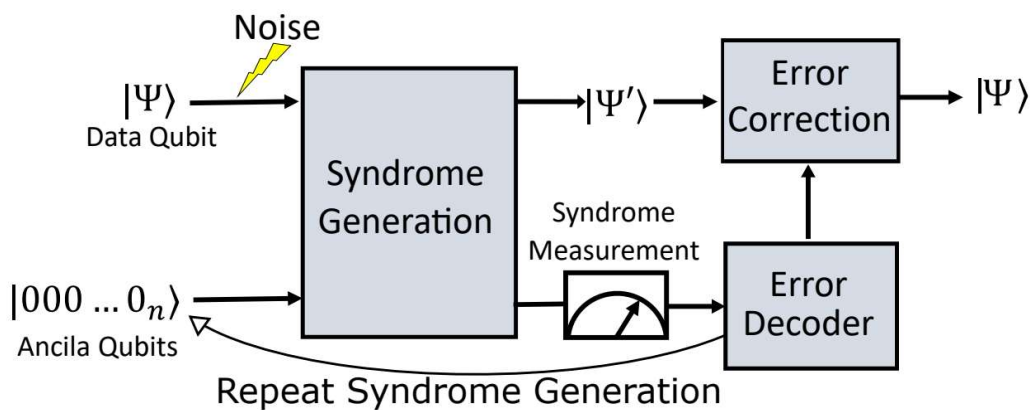 Noise
|Ψ⟩
Data Qubit
Syndrome
Generation
|Ψ′⟩
Error
Correction
|Ψ⟩
Syndrome
Measurement
|000 … 0ₙ⟩
Ancila Qubits
Error
Decoder
Repeat Syndrome Generation